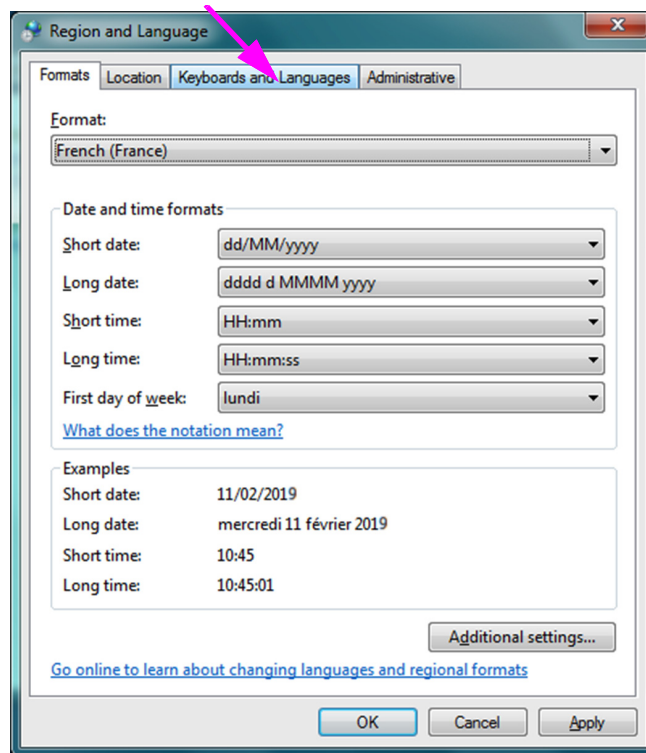 Region and Language
Formats Location Keyboards and Languages Administrative
Format:
French (France)
Date and time formats
Short date: dd/MM/yyyy
Long date: dddd d MMMM yyyy
Short time: HH:mm
Long time: HH:mm:ss
First day of week: lundi
What does the notation mean?
Examples
Short date: 11/02/2019
Long date: mercredi 11 février 2019
Short time: 10:45
Long time: 10:45:01
Additional settings...
Go online to learn about changing languages and regional formats
OK Cancel Apply